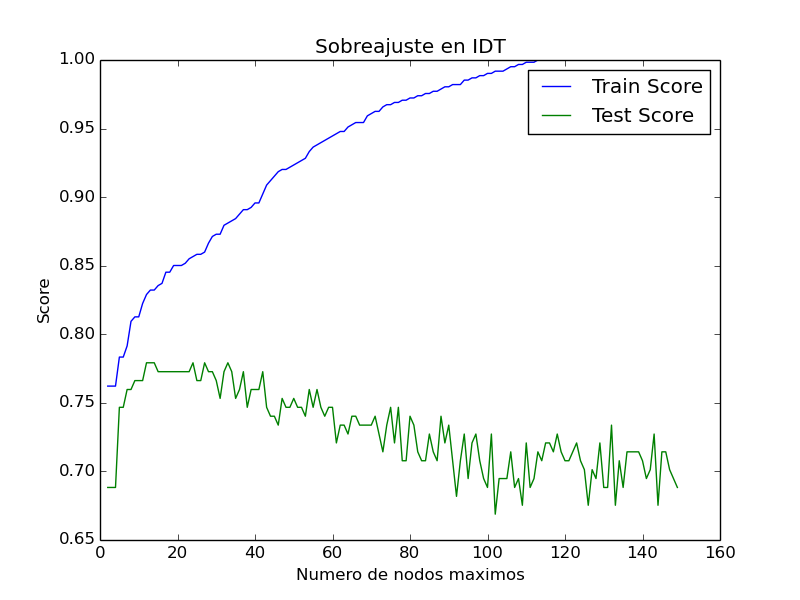 Sobreajuste en IDT
Train Score
Test Score
1.00
0.95
0.90
0.85
0.80
0.75
0.70
0.65
Score
0 20 40 60 80 100 120 140 160
Numero de nodos maximos